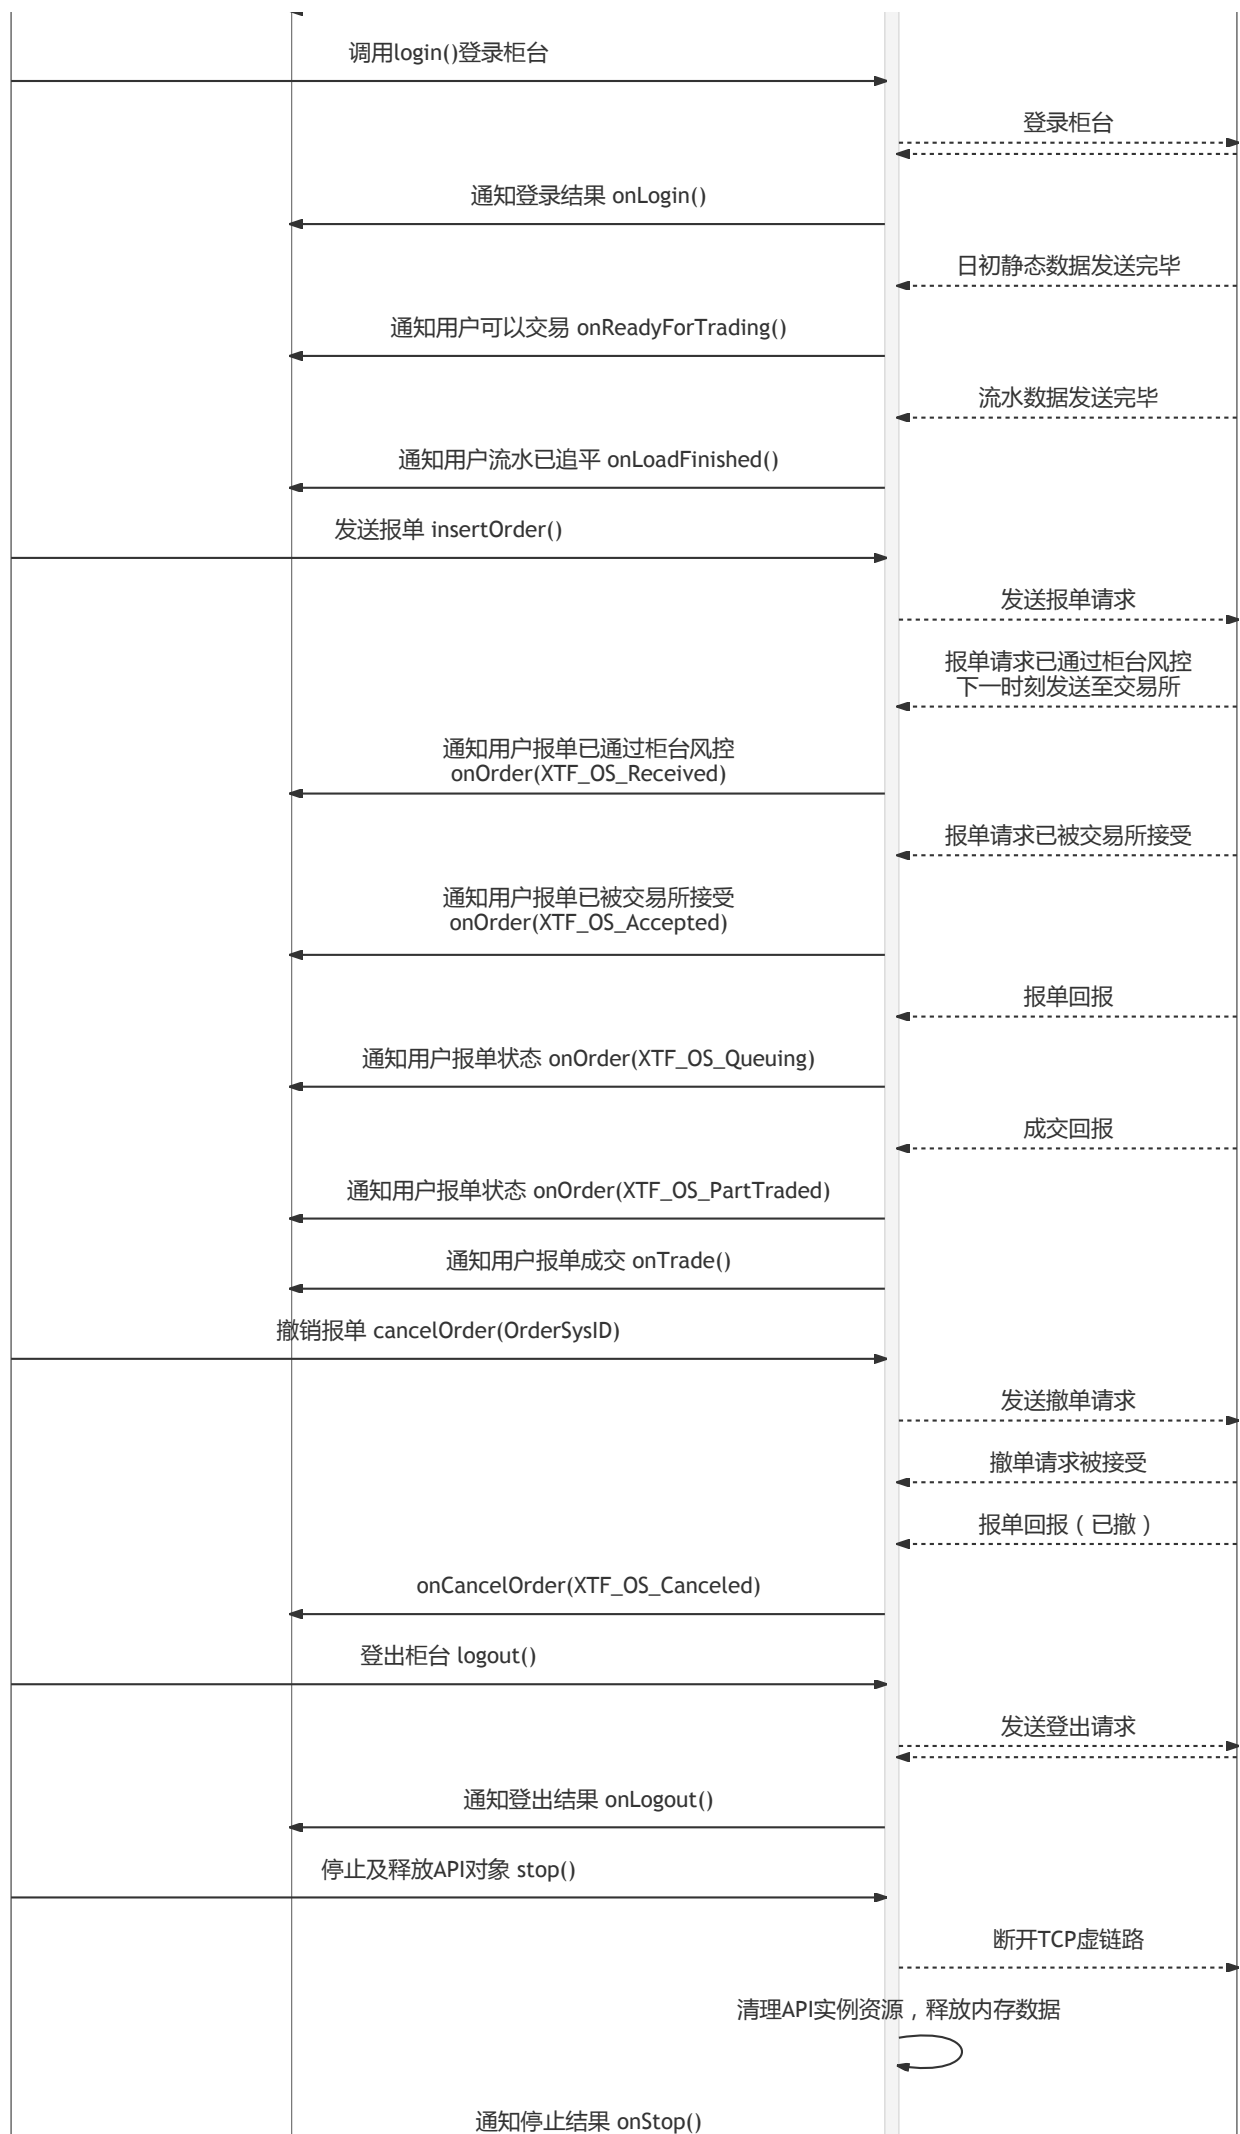 调用login()登录柜台
登录柜台
通知登录结果 onLogin()
日初静态数据发送完毕
通知用户可以交易 onReadyForTrading()
流水数据发送完毕
通知用户流水已追平 onLoadFinished()
发送报单 insertOrder()
发送报单请求
报单请求已通过柜台风控
下一时刻发送至交易所
通知用户报单已通过柜台风控
onOrder(XTF_OS_Received)
报单请求已被交易所接受
通知用户报单已被交易所接受
onOrder(XTF_OS_Accepted)
报单回报
通知用户报单状态 onOrder(XTF_OS_Queuing)
成交回报
通知用户报单状态 onOrder(XTF_OS_PartTraded)
通知用户报单成交 onTrade()
撤销报单 cancelOrder(OrderSysID)
发送撤单请求
撤单请求被接受
报单回报（已撤）
onCancelOrder(XTF_OS_Canceled)
登出柜台 logout()
发送登出请求
通知登出结果 onLogout()
停止及释放API对象 stop()
断开TCP虚链路
清理API实例资源，释放内存数据
通知停止结果 onStop()